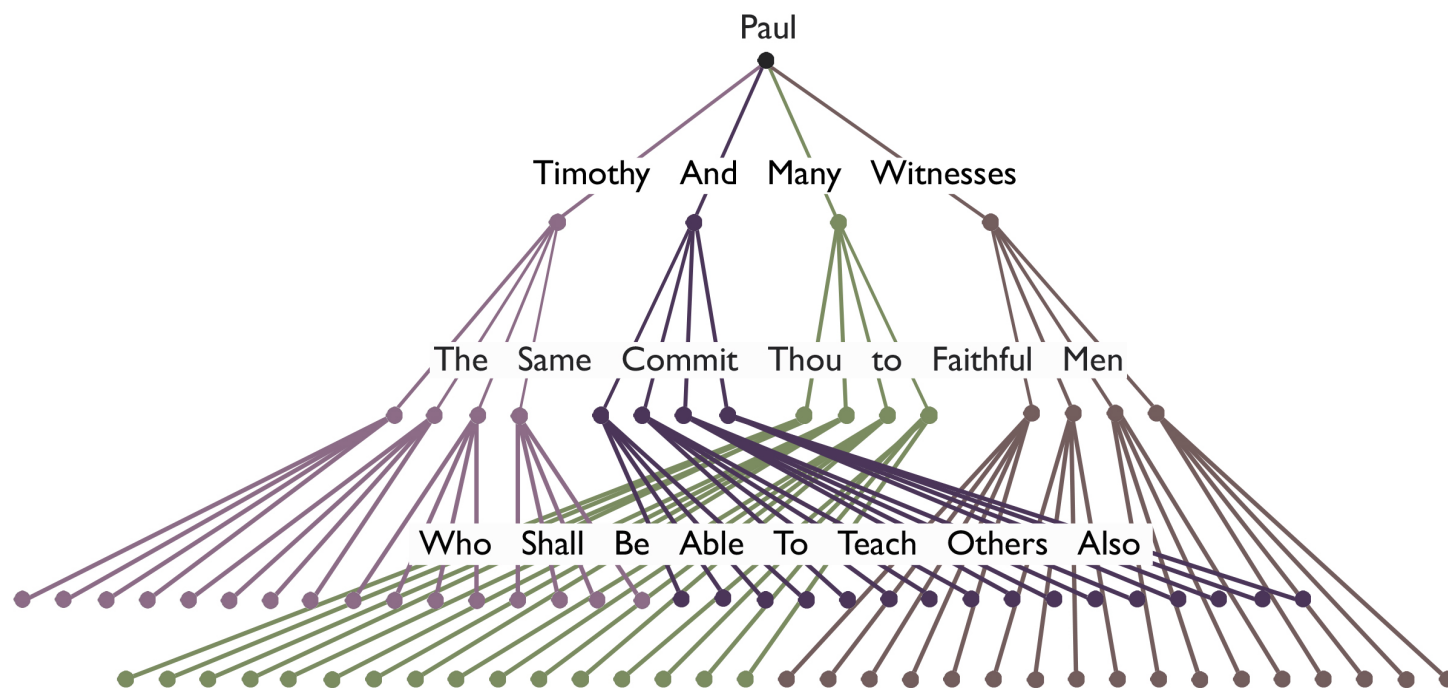 Paul
Timothy And Many Witnesses
The Same Commit Thou to Faithful Men
Who Shall Be Able To Teach Others Also